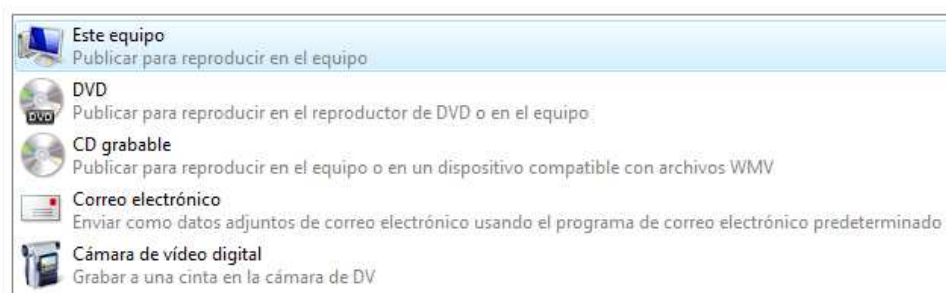 Este equipo
Publicar para reproducir en el equipo
DVD
DVD
Publicar para reproducir en el reproductor de DVD o en el equipo
CD grabable
Publicar para reproducir en el equipo o en un dispositivo compatible con archivos WMV
Correo electrónico
Enviar como datos adjuntos de correo electrónico usando el programa de correo electrónico predeterminado
Cámara de vídeo digital
Grabar a una cinta en la cámara de DV